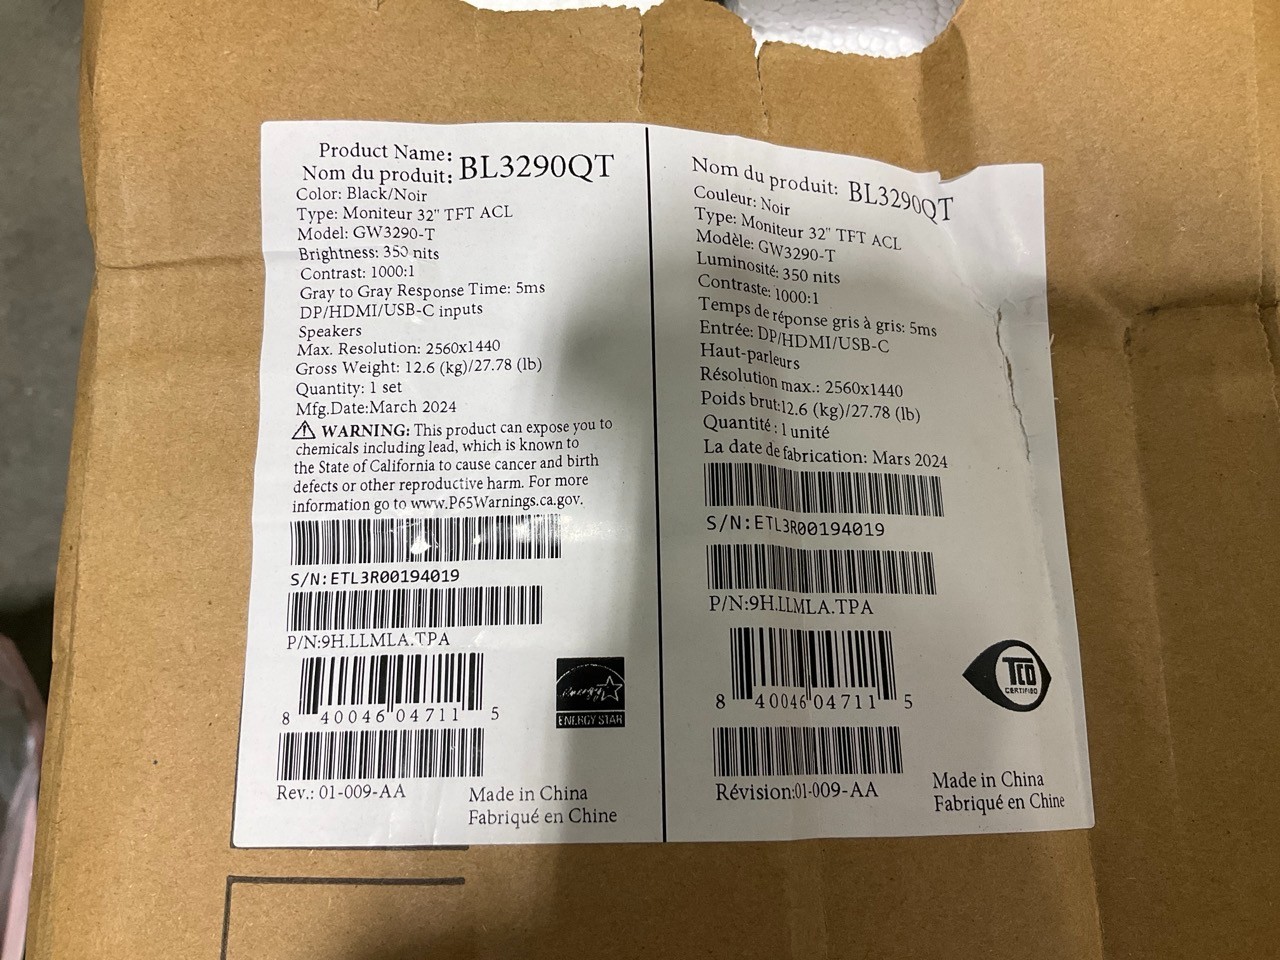 Product Name:
Nom du produit: BL3290QT
Color: Black/Noir
Type: Moniteur 32" TFT ACL
Model: GW3290-T
Brightness: 350 nits
Contrast: 1000:1
Gray to Gray Response Time: 5ms
DP/HDMI/USB-C inputs
Speakers
Max. Resolution: 2560x1440
Gross Weight: 12.6 (kg)/27.78 (lb)
Quantity: 1 set
Mfg.Date:March 2024
WARNING: This product can expose you to
chemicals including lead, which is known to
the State of California to cause cancer and birth
defects or other reproductive harm. For more
information go to www.P65Warnings.ca.gov.
S/N:ETL3R00194019
P/N:9H.LLMLA.TPA
8 40046 04711 5
energy
ENERGY STAR
Rev.: 01-009-AA
Made in China
Fabriqué en Chine
Nom du produit: BL3290QT
Couleur: Noir
Type: Moniteur 32" TFT ACL
Modèle: GW3290-T
Luminosité: 350 nits
Contraste: 1000:1
Temps de réponse gris à gris: 5ms
Entrée: DP/HDMI/USB-C
Haut-parleurs
Résolution max.: 2560x1440
Poids brut:12.6 (kg)/27.78 (lb)
Quantité : 1 unité
La date de fabrication: Mars 2024
S/N:ETL3R00194019
P/N:9H.LLMLA.TPA
8 40046 04711 5
TCO
CERTIFIED
Révision:01-009-AA
Made in China
Fabriqué en Chine